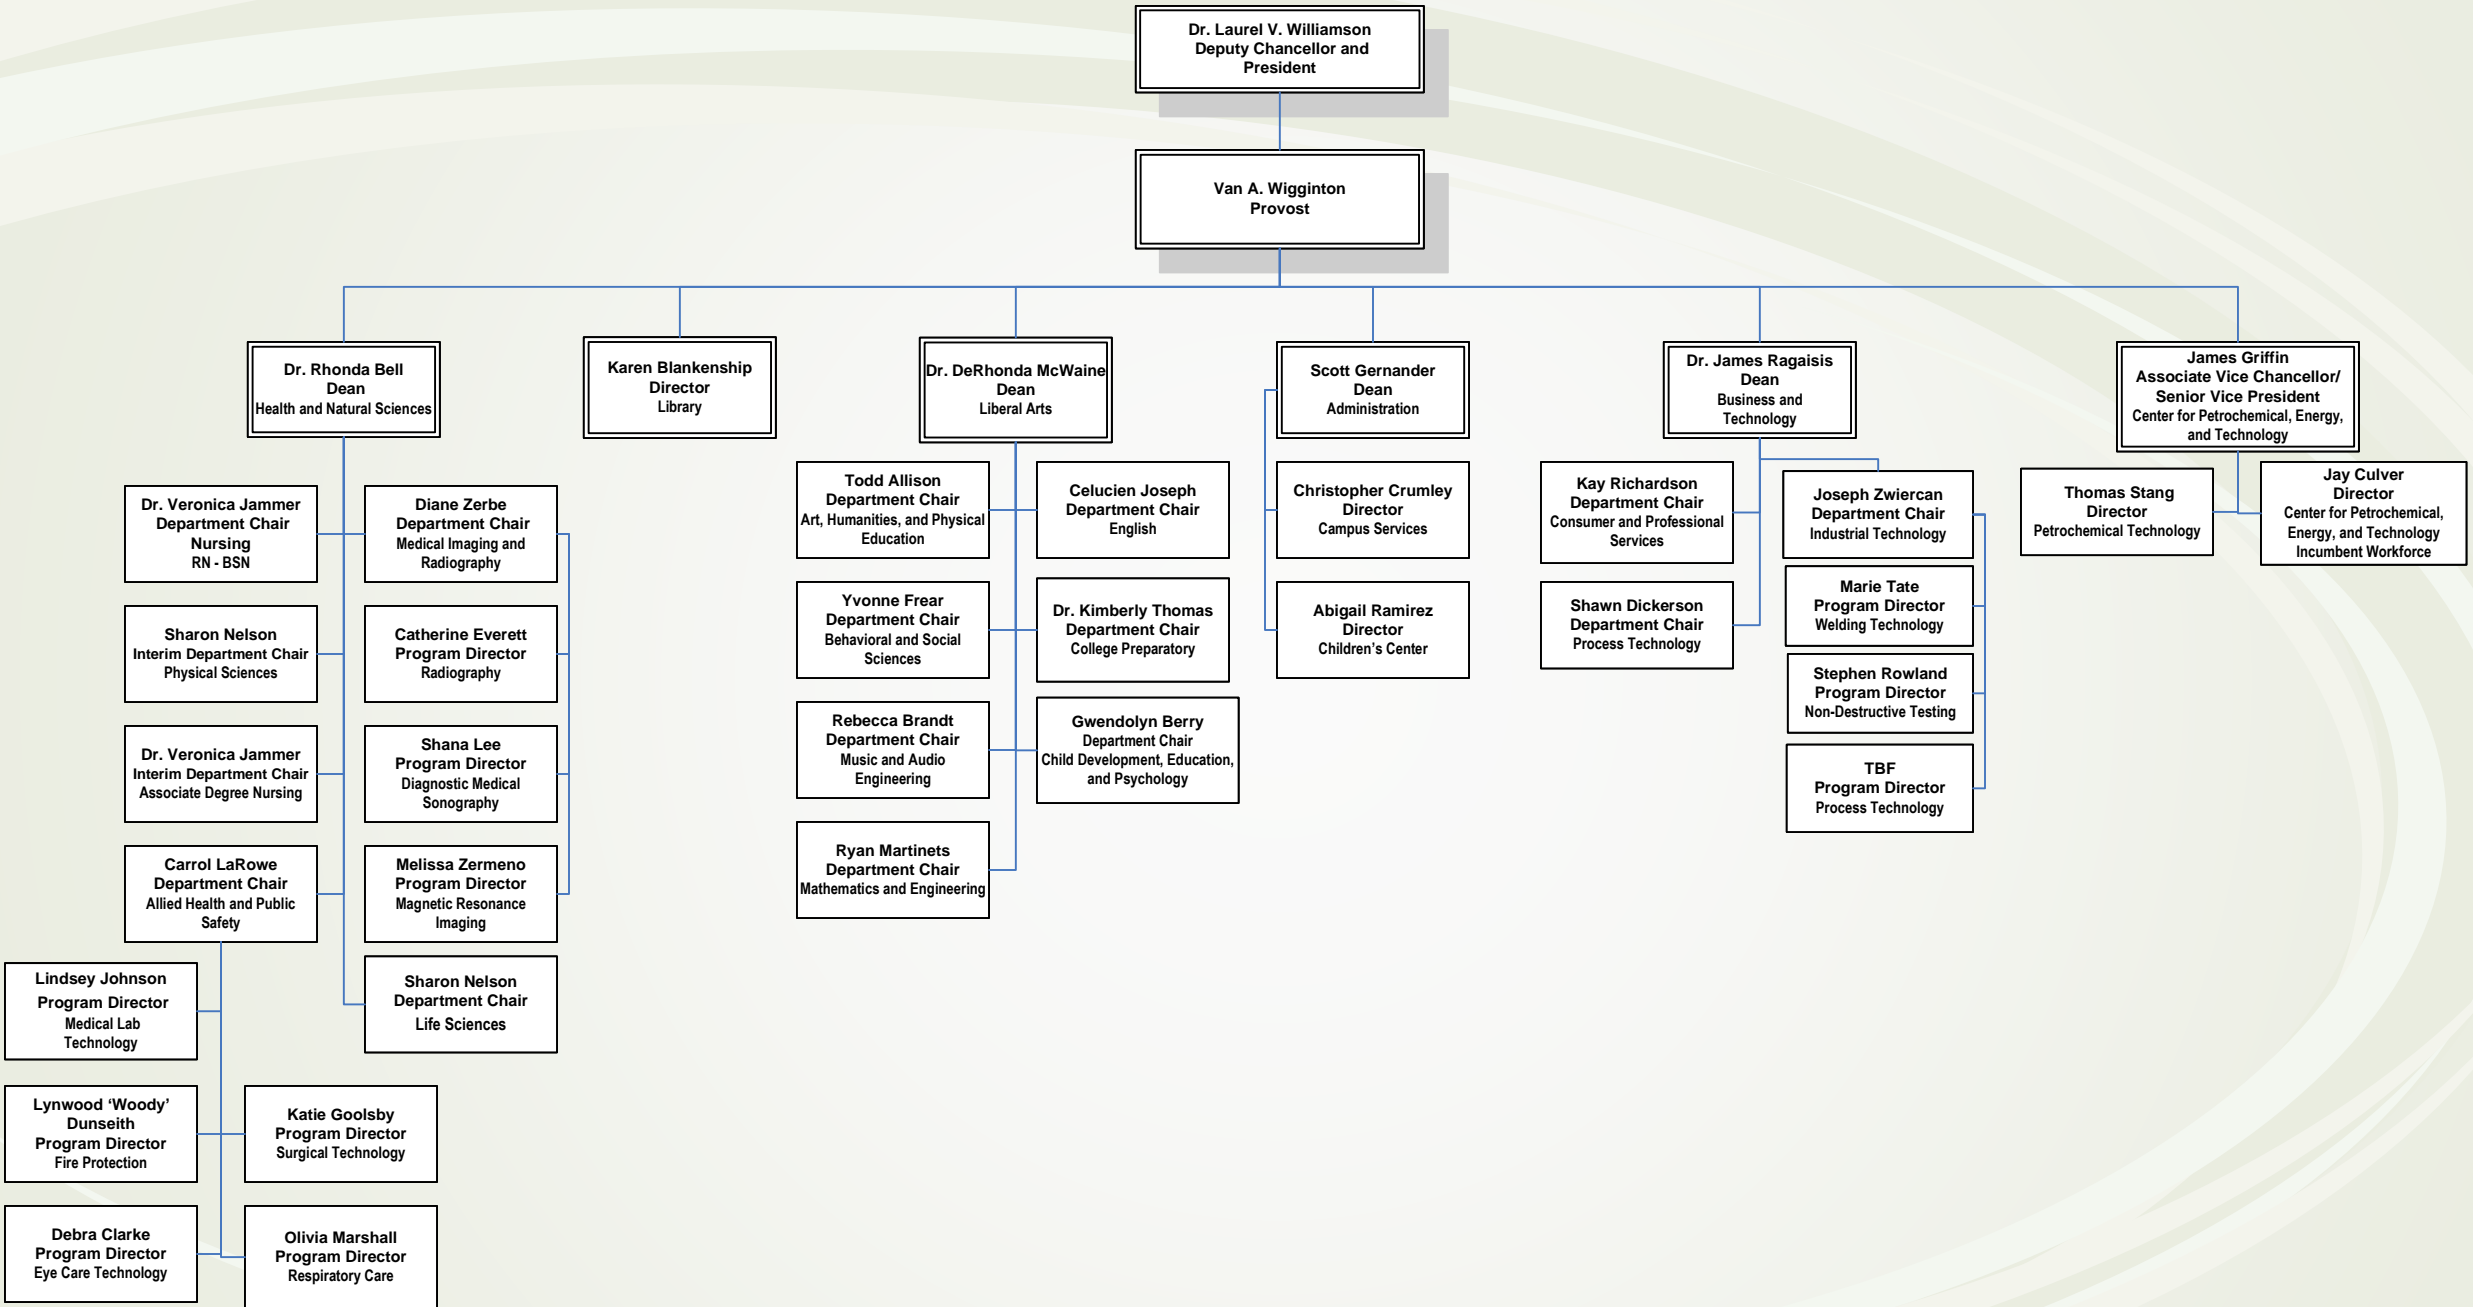 Dr. Laurel V. Williamson
Deputy Chancellor and
President
Van A. Wigginton
Provost
Dr. Rhonda Bell
Dean
Health and Natural Sciences
Karen Blankenship
Director
Library
Dr. DeRhonda McWaine
Dean
Liberal Arts
Scott Gernander
Dean
Administration
Dr. James Ragaisis
Dean
Business and
Technology
James Griffin
Associate Vice Chancellor/
Senior Vice President
Center for Petrochemical, Energy,
and Technology
Dr. Veronica Jammer
Department Chair
Nursing
RN - BSN
Diane Zerbe
Department Chair
Medical Imaging and
Radiography
Sharon Nelson
Interim Department Chair
Physical Sciences
Catherine Everett
Program Director
Radiography
Dr. Veronica Jammer
Interim Department Chair
Associate Degree Nursing
Shana Lee
Program Director
Diagnostic Medical
Sonography
Carrol LaRowe
Department Chair
Allied Health and Public
Safety
Melissa Zermeno
Program Director
Magnetic Resonance
Imaging
Sharon Nelson
Department Chair
Life Sciences
Lindsey Johnson
Program Director
Medical Lab
Technology
Lynwood ‘Woody’
Dunseith
Program Director
Fire Protection
Katie Goolsby
Program Director
Surgical Technology
Debra Clarke
Program Director
Eye Care Technology
Olivia Marshall
Program Director
Respiratory Care
Todd Allison
Department Chair
Art, Humanities, and Physical
Education
Celucien Joseph
Department Chair
English
Yvonne Frear
Department Chair
Behavioral and Social
Sciences
Dr. Kimberly Thomas
Department Chair
College Preparatory
Rebecca Brandt
Department Chair
Music and Audio
Engineering
Gwendolyn Berry
Department Chair
Child Development, Education,
and Psychology
Ryan Martinets
Department Chair
Mathematics and Engineering
Christopher Crumley
Director
Campus Services
Abigail Ramirez
Director
Children’s Center
Kay Richardson
Department Chair
Consumer and Professional
Services
Joseph Zwiercan
Department Chair
Industrial Technology
Shawn Dickerson
Department Chair
Process Technology
Marie Tate
Program Director
Welding Technology
Stephen Rowland
Program Director
Non-Destructive Testing
TBF
Program Director
Process Technology
Thomas Stang
Director
Petrochemical Technology
Jay Culver
Director
Center for Petrochemical,
Energy, and Technology
Incumbent Workforce